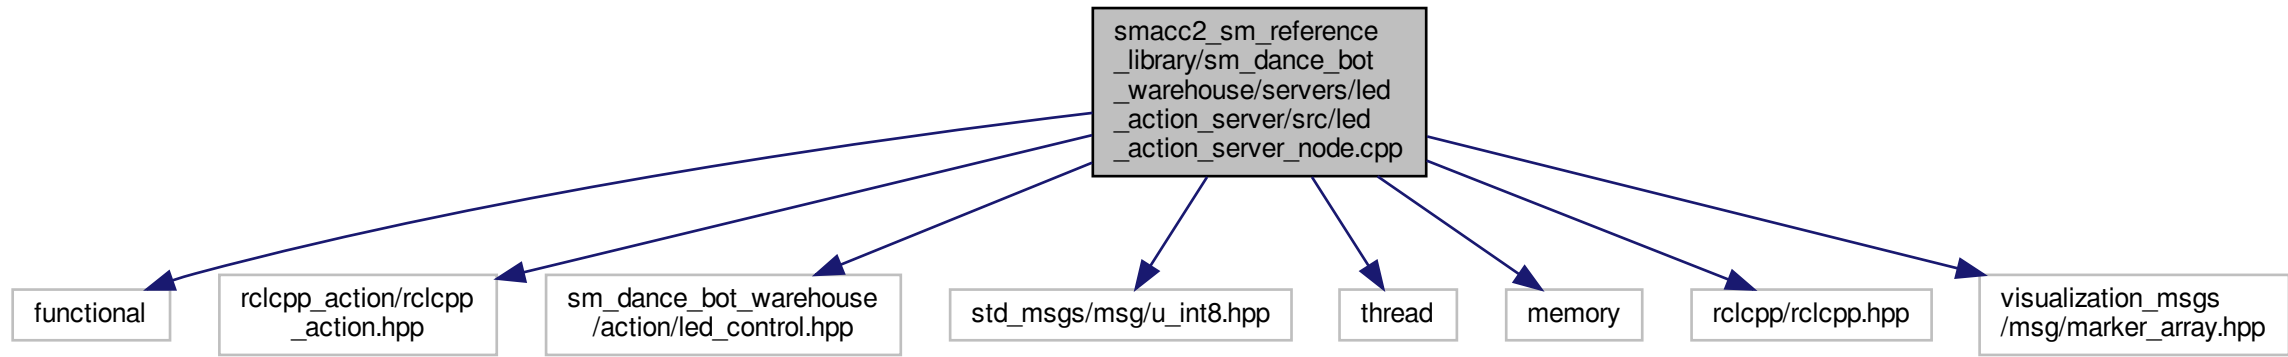 smacc2_sm_reference
_library/sm_dance_bot
_warehouse/servers/led
_action_server/src/led
_action_server_node.cpp
functional
rclcpp_action/rclcpp
_action.hpp
sm_dance_bot_warehouse
/action/led_control.hpp
std_msgs/msg/u_int8.hpp
thread
memory
rclcpp/rclcpp.hpp
visualization_msgs
/msg/marker_array.hpp